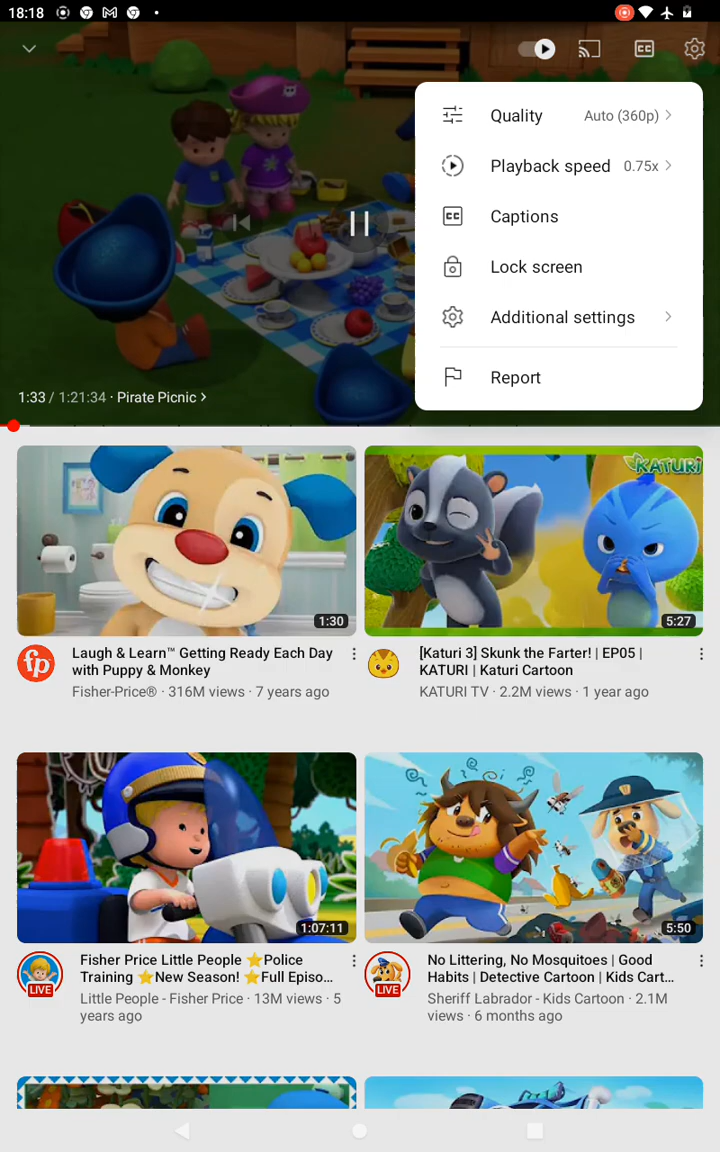 18:18
CC
Quality Auto (360p)
Playback speed 0.75x
CC Captions
Lock screen
Additional settings
Report
1:33 / 1:21:34 · Pirate Picnic
1:30
KATURI
5:27
fp
Laugh & Learn™ Getting Ready Each Day
with Puppy & Monkey
Fisher-Price® · 316M views · 7 years ago
[Katuri 3] Skunk the Farter! | EP05 |
KATURI | Katuri Cartoon
KATURI TV · 2.2M views · 1 year ago
1:07:11
5:50
LIVE
Fisher Price Little People ⭐Police
Training ⭐New Season! ⭐Full Episo...
Little People - Fisher Price · 13M views · 5
years ago
LIVE
No Littering, No Mosquitoes | Good
Habits | Detective Cartoon | Kids Cart...
Sheriff Labrador - Kids Cartoon · 2.1M
views · 6 months ago